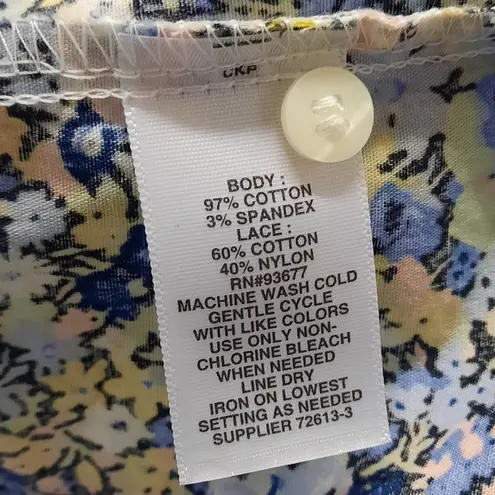 BODY :
97% COTTON
3% SPANDEX
LACE :
60% COTTON
40% NYLON
RN#93677
MACHINE WASH COLD
GENTLE CYCLE
WITH LIKE COLORS
USE ONLY NON-
CHLORINE BLEACH
WHEN NEEDED
LINE DRY
IRON ON LOWEST
SETTING AS NEEDED
SUPPLIER 72613-3